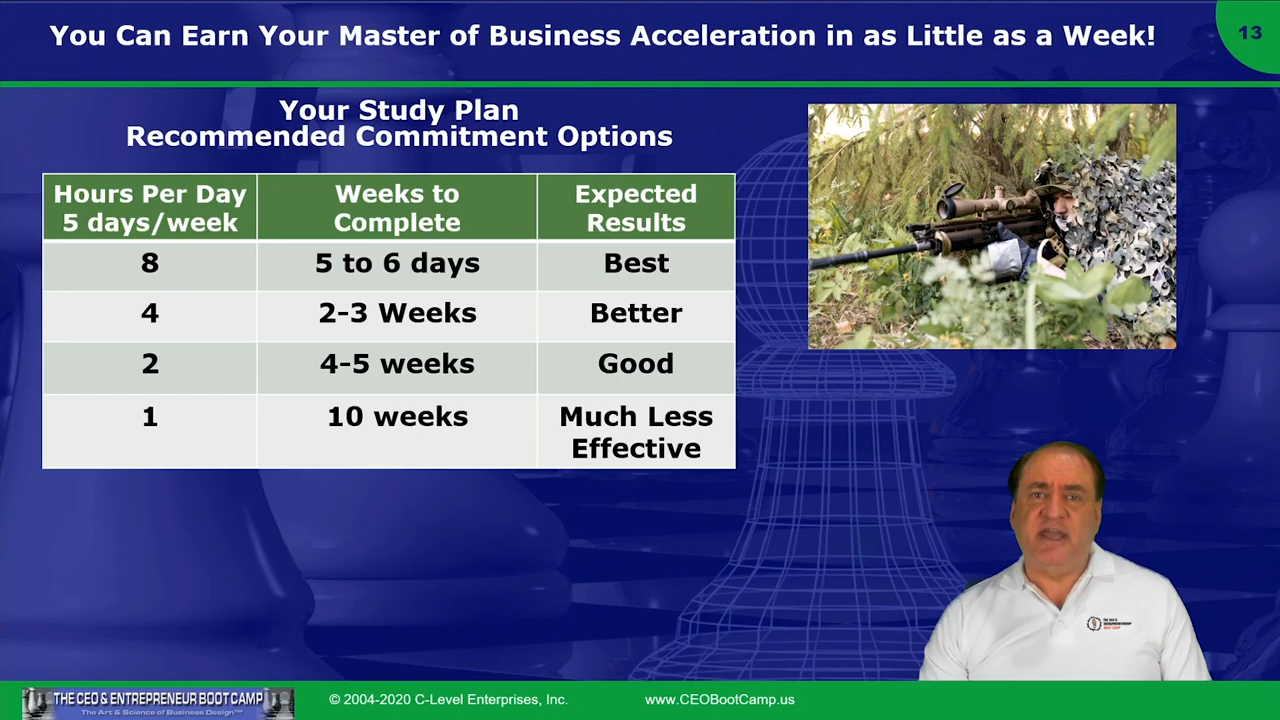 You Can Earn Your Master of Business Acceleration in as Little as a Week!
13
Your Study Plan
Recommended Commitment Options
Hours Per Day
5 days/week
Weeks to
Complete
Expected
Results
8
5 to 6 days
Best
4
2-3 Weeks
Better
2
4-5 weeks
Good
1
10 weeks
Much Less
Effective
THE CEO & ENTREPRENEUR BOOT CAMP
The Art & Science of Business Design™
© 2004-2020 C-Level Enterprises, Inc.
www.CEOBootCamp.us